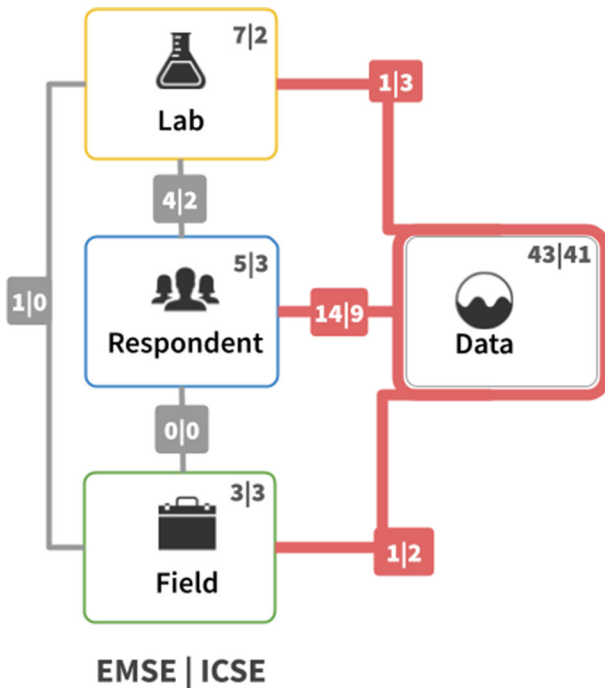 7|2
Lab
1|3
4|2
5|3
Respondent
14|9
43|41
Data
1|0
0|0
3|3
Field
1|2
EMSE | ICSE